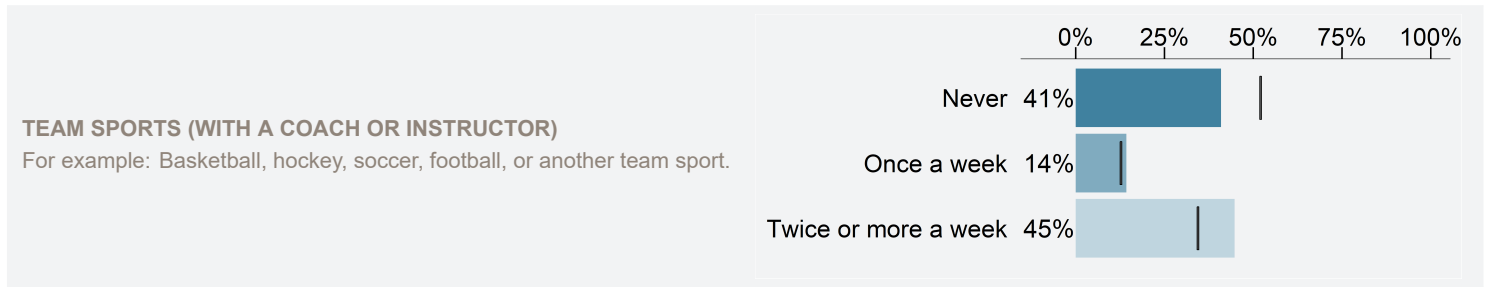 0% 25% 50% 75% 100%
Never 41%
TEAM SPORTS (WITH A COACH OR INSTRUCTOR)
For example: Basketball, hockey, soccer, football, or another team sport.
Once a week 14%
Twice or more a week 45%